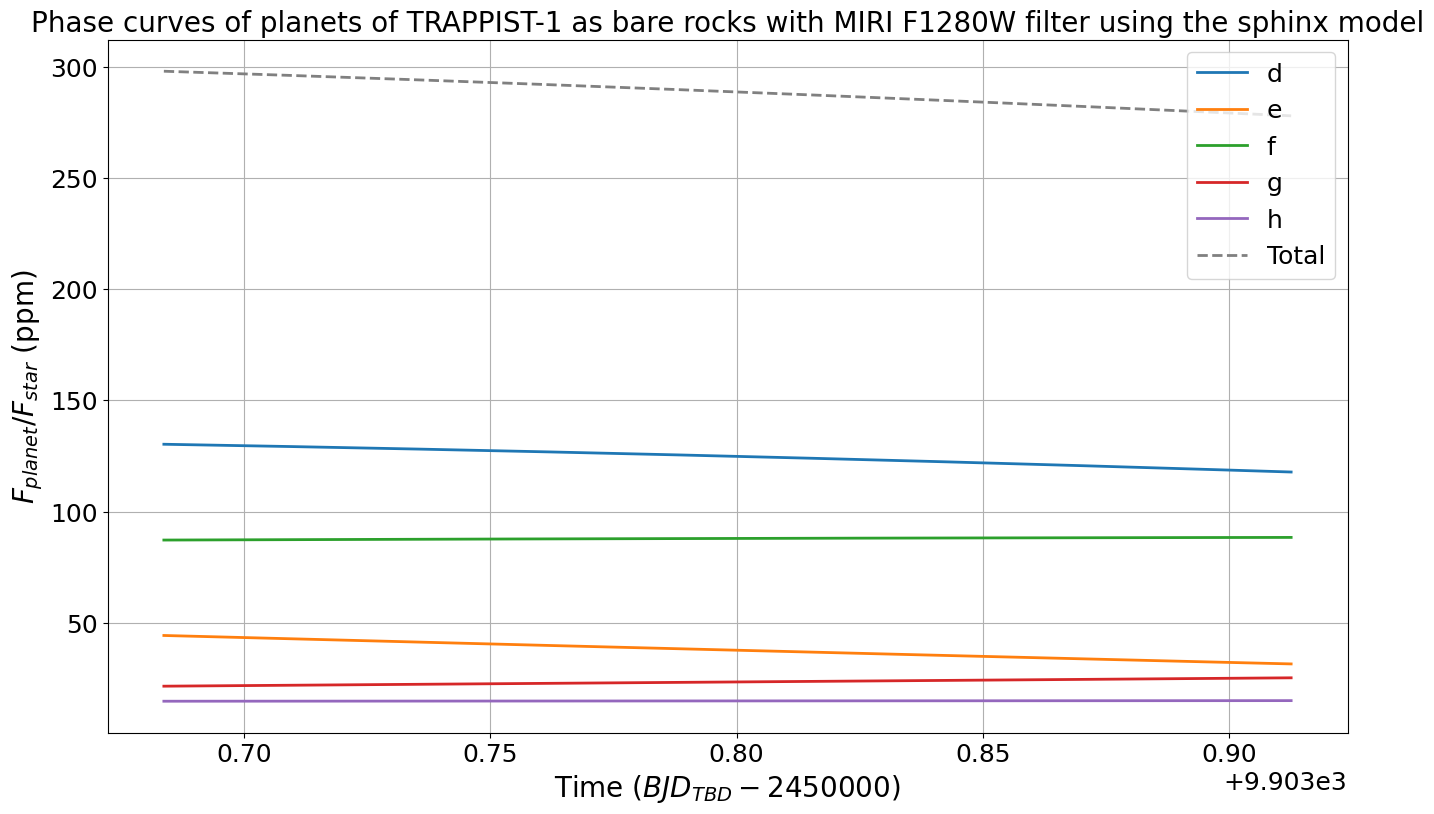 Phase curves of planets of TRAPPIST-1 as bare rocks with MIRI F1280W filter using the sphinx model
300
250
200
150
100
50
F_planet/F_star (ppm)
d
e
f
g
h
Total
0.70 0.75 0.80 0.85 0.90
+9.903e3
Time (BJD_TBD − 2450000)